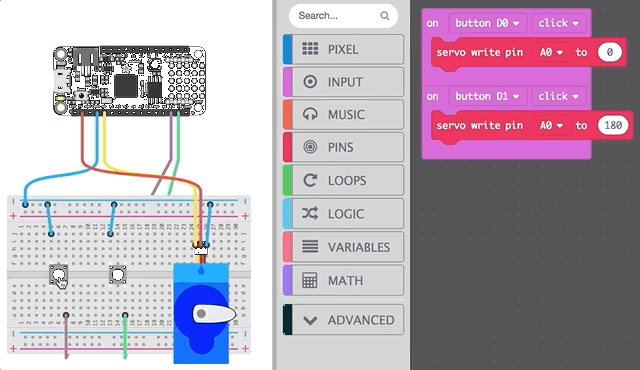 Search...
PIXEL
INPUT
MUSIC
PINS
LOOPS
LOGIC
VARIABLES
MATH
ADVANCED
on button D0 click
servo write pin A0 to 0
on button D1 click
servo write pin A0 to 180